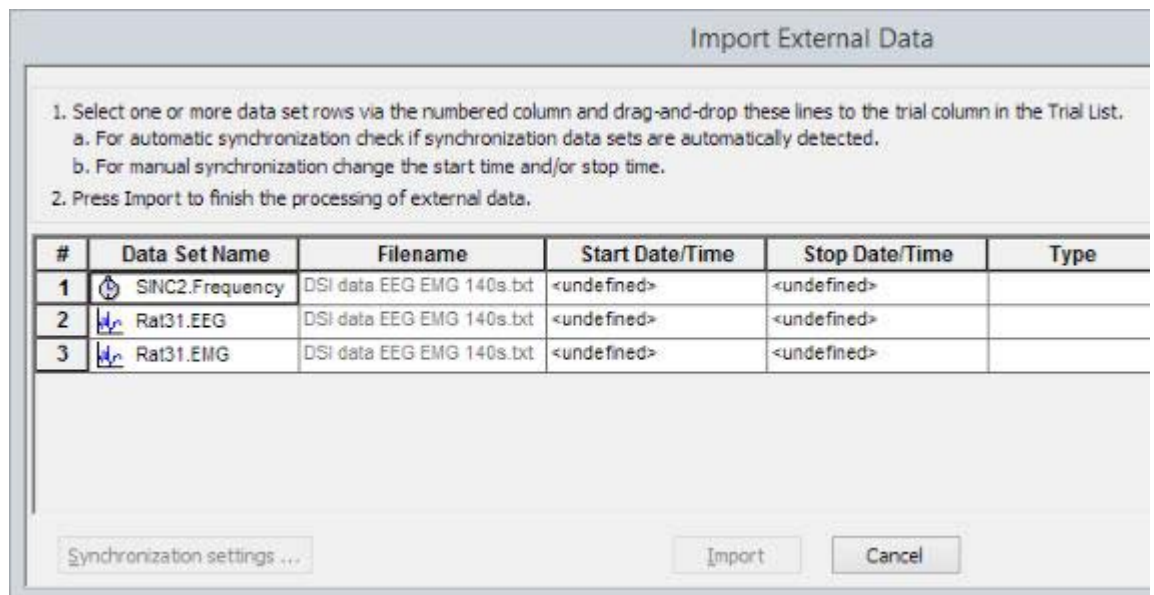 Import External Data
1. Select one or more data set rows via the numbered column and drag-and-drop these lines to the trial column in the Trial List.
a. For automatic synchronization check if synchronization data sets are automatically detected.
b. For manual synchronization change the start time and/or stop time.
2. Press Import to finish the processing of external data.
# Data Set Name Filename Start Date/Time Stop Date/Time Type
1 SINC2.Frequency DSI data EEG EMG 140s.txt <undefined> <undefined>
2 Rat31.EEG DSI data EEG EMG 140s.txt <undefined> <undefined>
3 Rat31.EMG DSI data EEG EMG 140s.txt <undefined> <undefined>
Synchronization settings ... Import Cancel